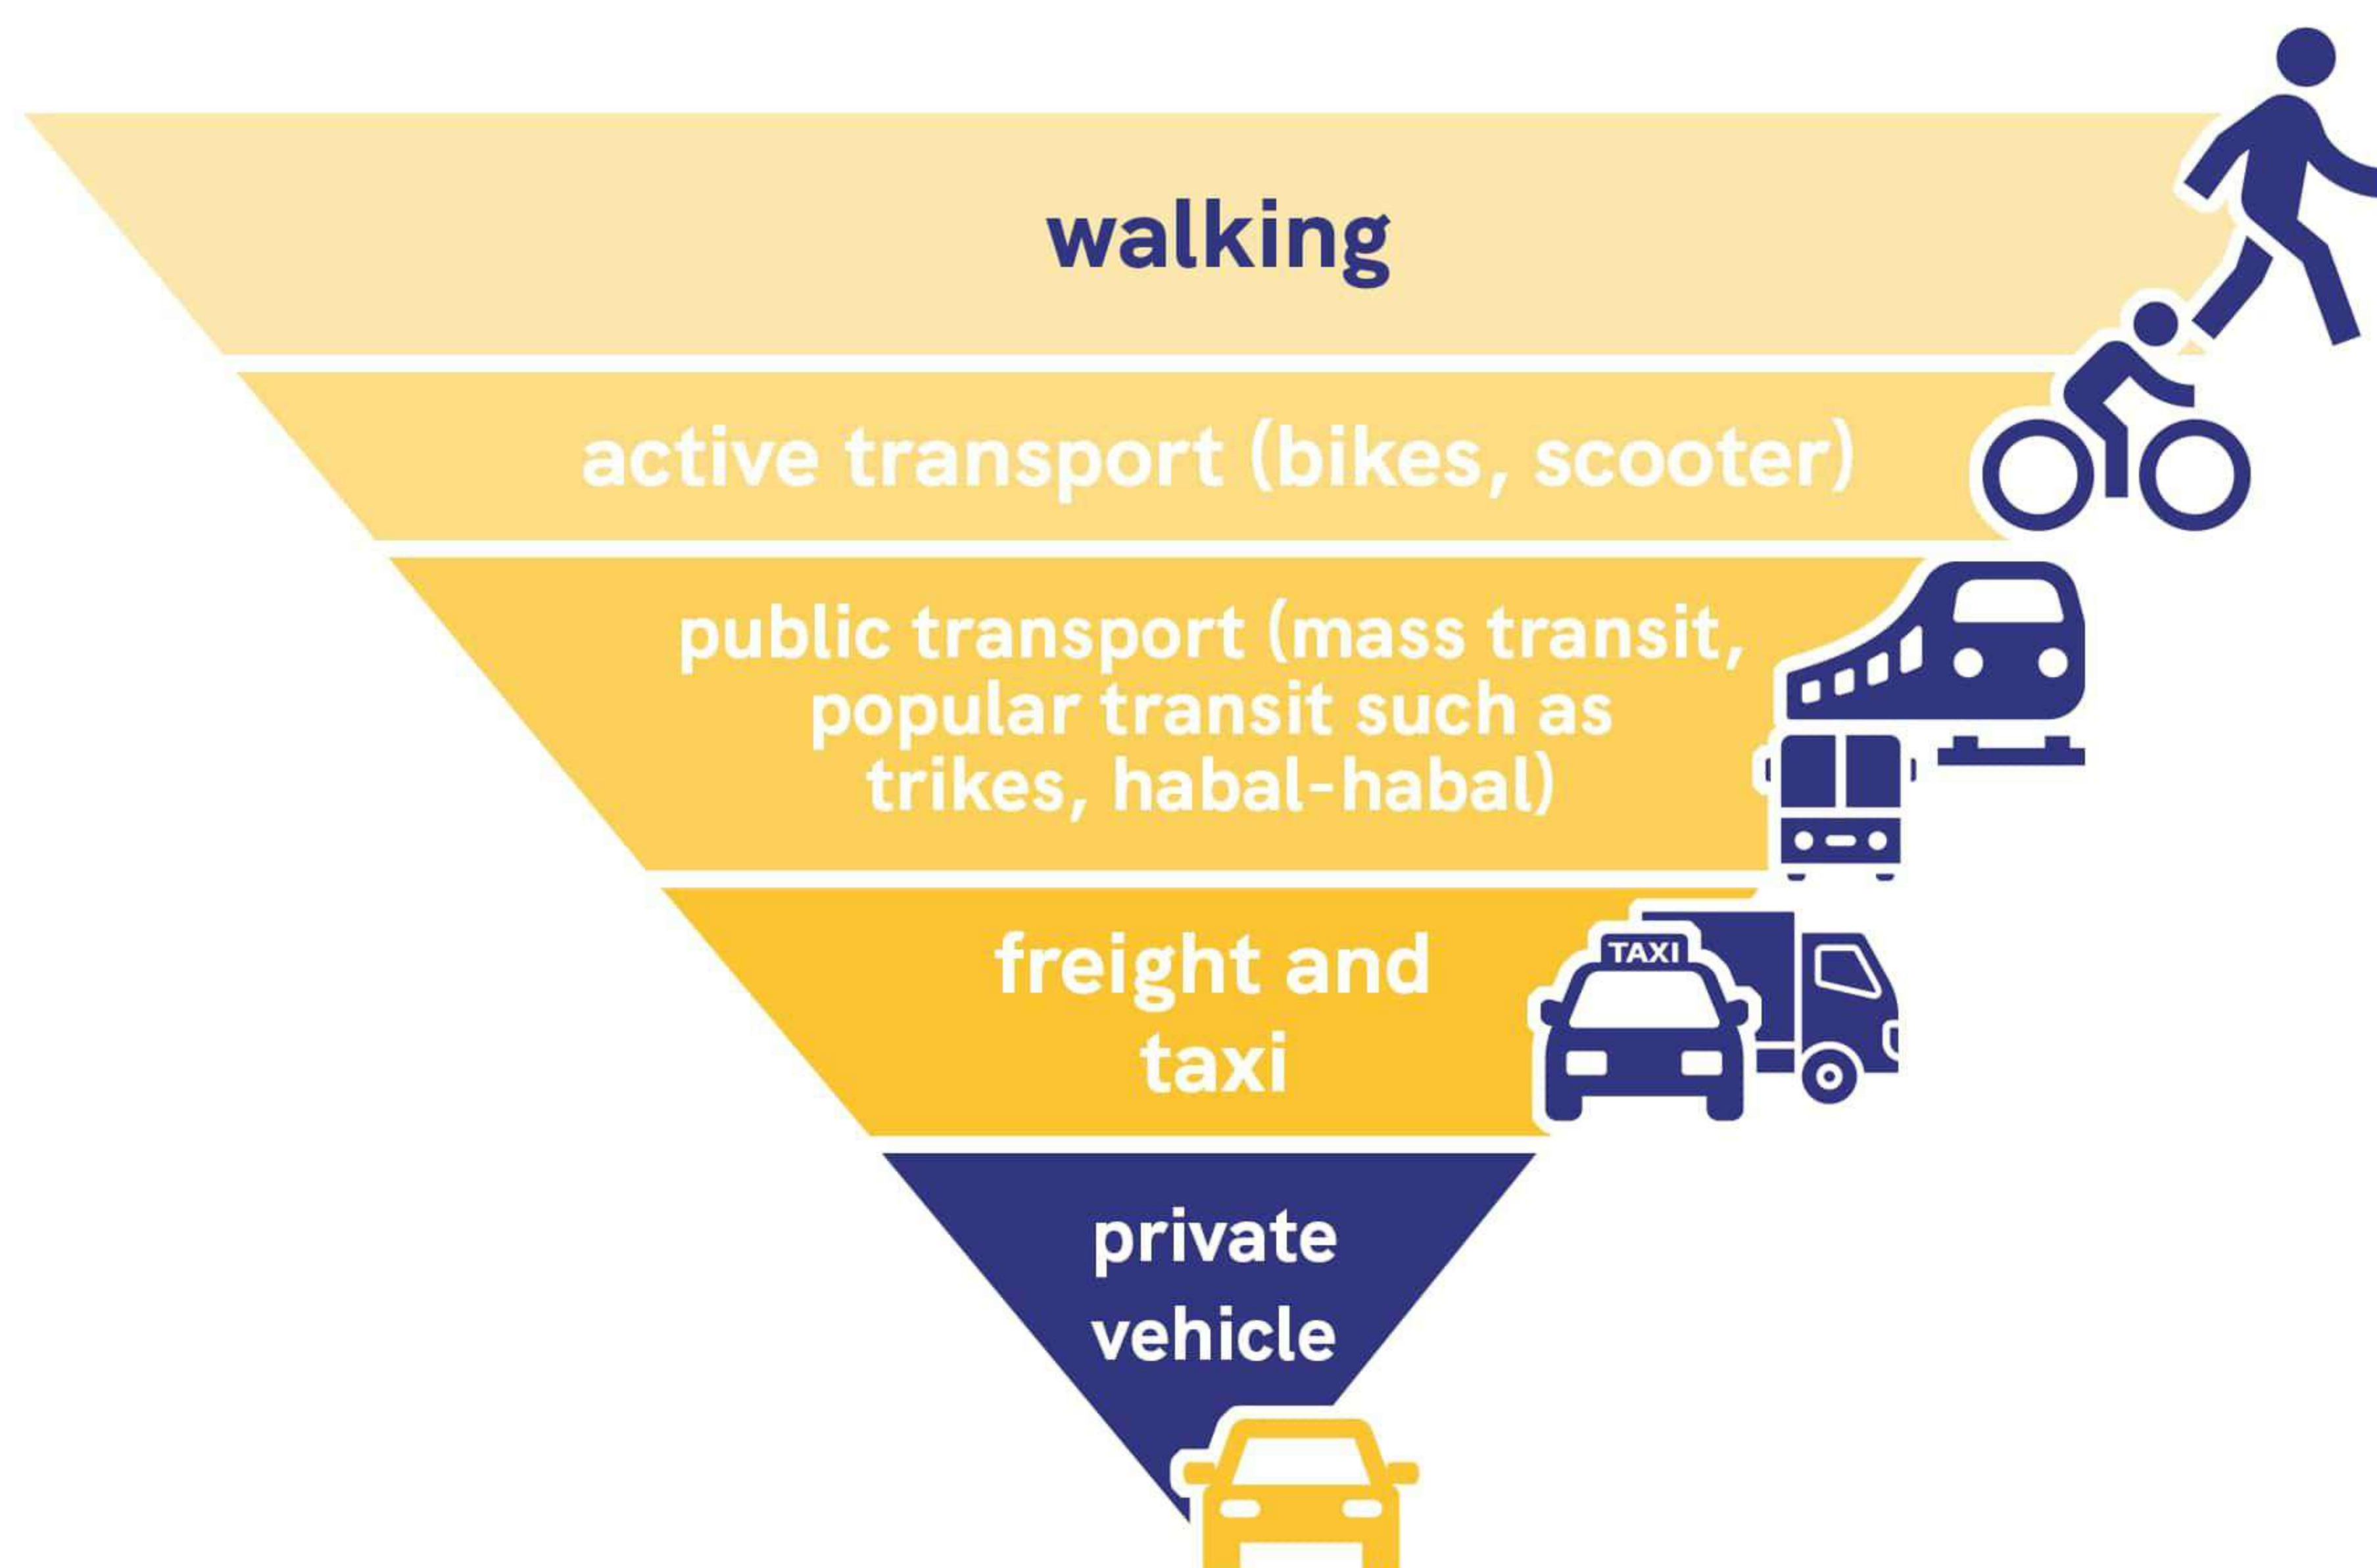 walking
active transport (bikes, scooter)
public transport (mass transit,
popular transit such as
trikes, habal-habal)
freight and
taxi
TAXI
private
vehicle